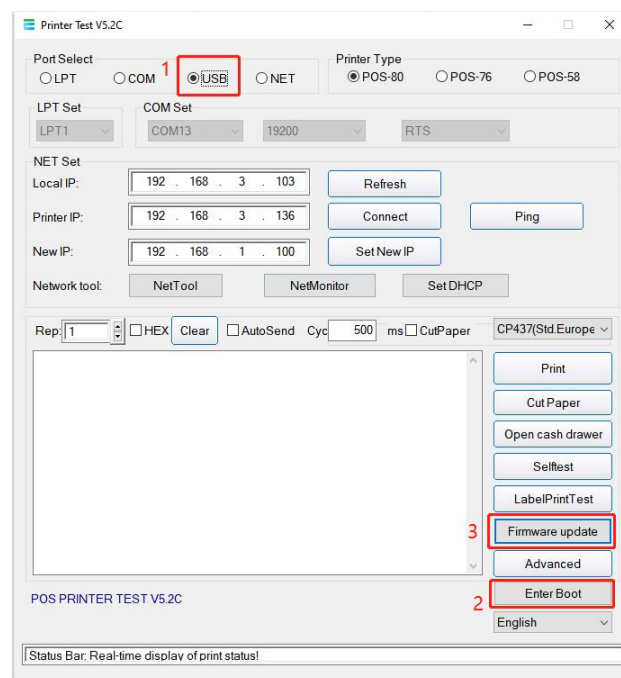 Printer Test V5.2C
Port Select
Printer Type
LPT COM 1 USB NET
POS-80 POS-76 POS-58
LPT Set COM Set
LPT1 COM13 19200 RTS
NET Set
Local IP: 192 . 168 . 3 . 103 Refresh
Printer IP: 192 . 168 . 3 . 136 Connect Ping
New IP: 192 . 168 . 1 . 100 Set New IP
Network tool: NetTool NetMonitor Set DHCP
Rep: 1 HEX Clear AutoSend Cyc 500 ms CutPaper CP437(Std.Europe
Print
Cut Paper
Open cash drawer
Selftest
LabelPrintTest
3 Firmware update
Advanced
POS PRINTER TEST V5.2C 2 Enter Boot
English
Status Bar: Real-time display of print status!